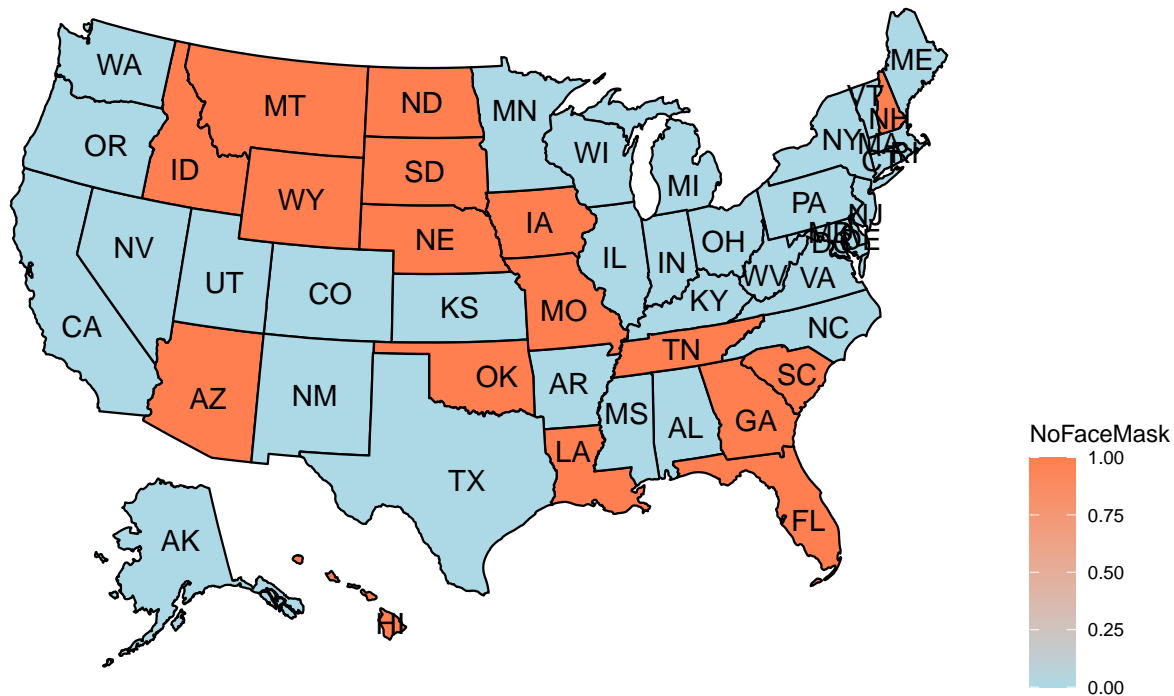 WA
ME
MT
ND
MN
VT
NH
OR
NY
MA
WI
CT
RI
ID
SD
MI
WY
PA
IA
NJ
NE
OH
NV
DE
IL
IN
UT
WV
VA
CO
KS
KY
MO
CA
NC
TN
OK
SC
AR
AZ
NM
MS
GA
AL
LA
TX
FL
AK
HI
NoFaceMask
1.00
0.75
0.50
0.25
0.00